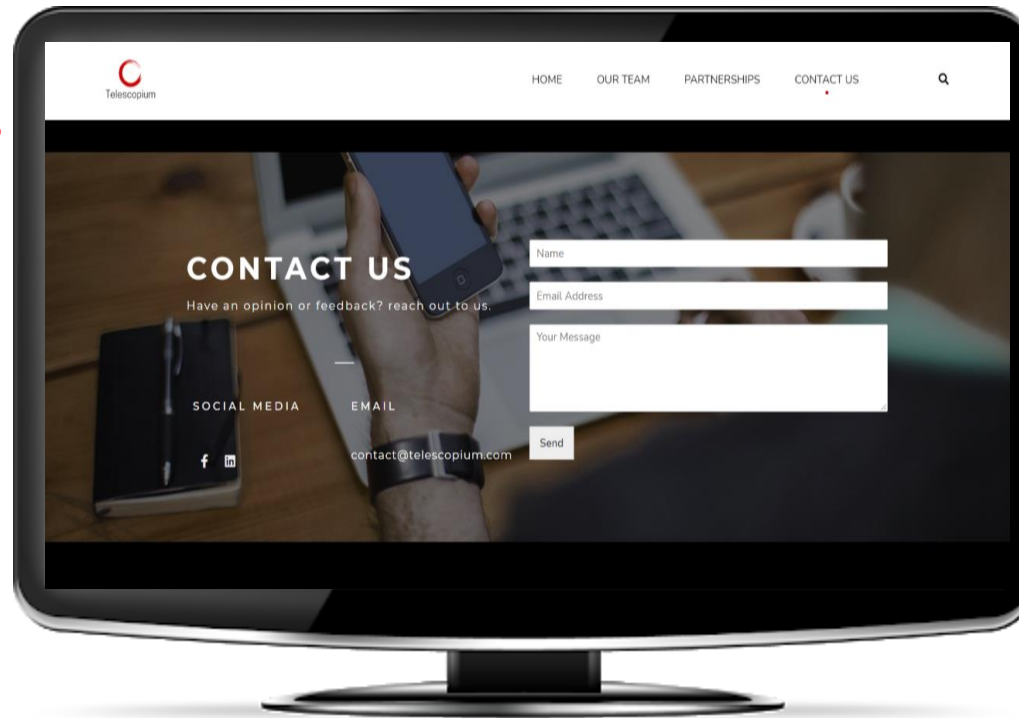 Telescopium
HOME OUR TEAM PARTNERSHIPS CONTACT US
CONTACT US
Have an opinion or feedback? reach out to us.
SOCIAL MEDIA
EMAIL
contact@telescopium.com
Name
Email Address
Your Message
Send